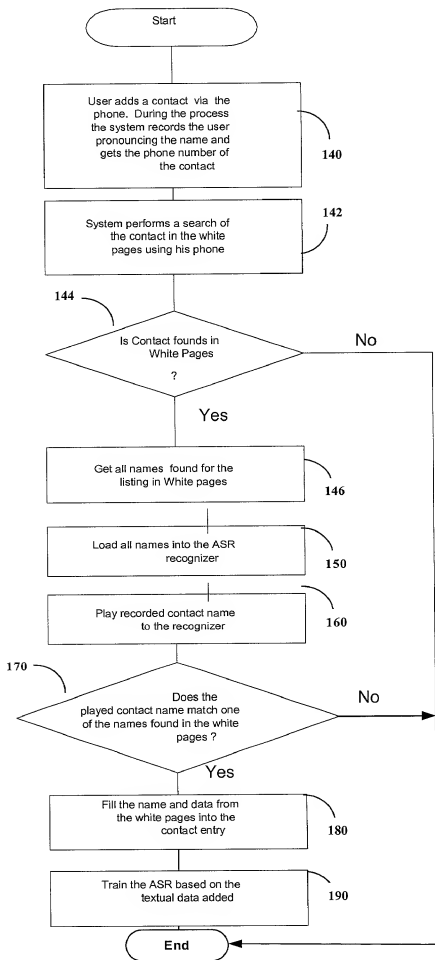 Start
User adds a contact via the
phone. During the process
the system records the user
pronouncing the name and
gets the phone number of
the contact
140
142
System performs a search of
the contact in the white
pages using his phone
144
Is Contact founds in
White Pages
?
No
Yes
Get all names found for the
listing in White pages
146
Load all names into the ASR
recognizer
150
Play recorded contact name
to the recognizer
160
170
Does the
played contact name match one
of the names found in the white
pages ?
No
Yes
Fill the name and data from
the white pages into the
contact entry
180
Train the ASR based on the
textual data added
190
End